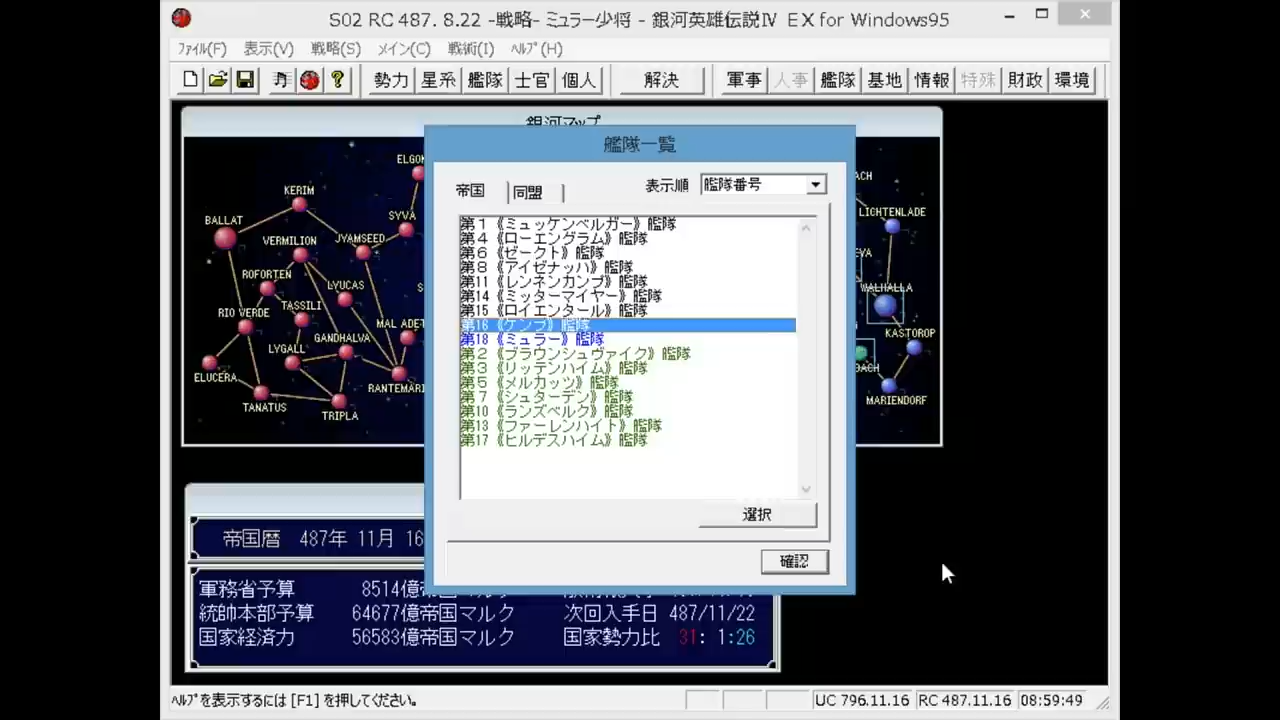 S02 RC 487. 8.22 -戦略- ミュラー少将 - 銀河英雄伝説Ⅳ EX for Windows95
ﾌｧｲﾙ(F) 表示(V) 戦略(S) メイン(C) 戦術(I) ﾍﾙﾌﾟ(H)
勢力 星系 艦隊 士官 個人 解決 軍事 人事 艦隊 基地 情報 特殊 財政 環境
銀河マップ
艦隊一覧
帝国 同盟 表示順 艦隊番号
第１《ミュッケンベルガー》艦隊
第４《ローエングラム》艦隊
第６《ゼークト》艦隊
第８《アイゼナッハ》艦隊
第11《レンネンカンプ》艦隊
第14《ミッターマイヤー》艦隊
第15《ロイエンタール》艦隊
第16《ケンプ》艦隊
第18《ミュラー》艦隊
第２《ブラウンシュヴァイク》艦隊
第３《リッテンハイム》艦隊
第５《メルカッツ》艦隊
第７《シュターデン》艦隊
第10《ランズベルク》艦隊
第13《ファーレンハイト》艦隊
第17《ヒルデスハイム》艦隊
選択
確認
ELGON
KERIM
BALLAT
SYVA
VERMILION
JYAMSEED
ROFORTEN
LYUCAS
TASSILI
RIO VERDE
MAL ADET
GANDHALVA
LYGALL
ELUCERA
RANTEMARI
TANATUS
TRIPLA
ACH
LICHTENLADE
EVA
WALHALLA
KASTOROP
MARIENDORF
帝国暦 487年 11月 16
軍務省予算 8514億帝
統帥本部予算 64677億帝国マルク 次回入手日 487/11/22
国家経済力 56583億帝国マルク 国家勢力比 31: 1:26
ﾍﾙﾌﾟを表示するには [F1] を押してください。
UC 796.11.16 RC 487.11.16 08:59:49